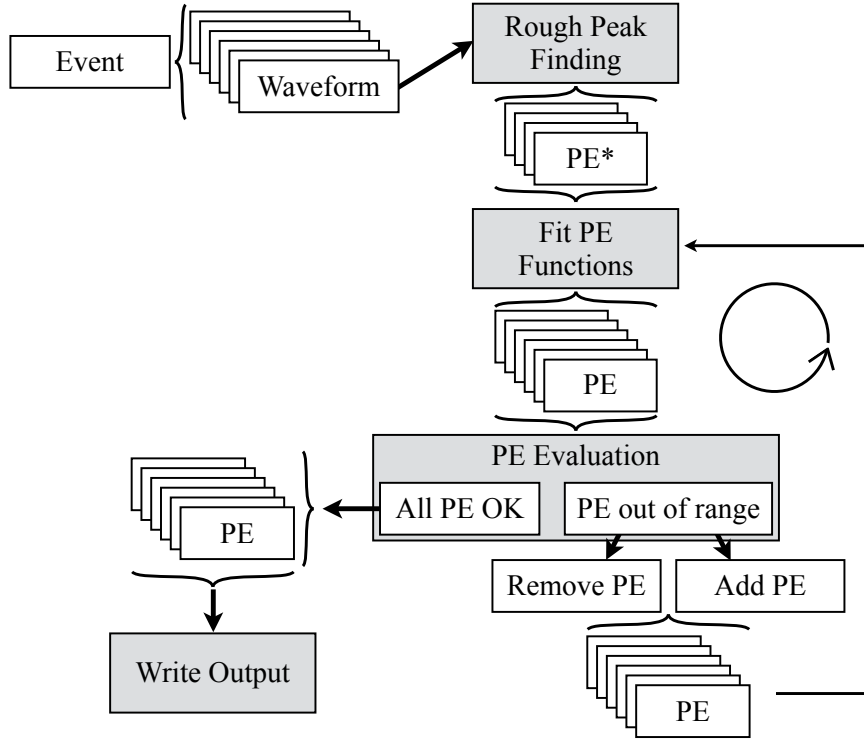 Event
Waveform
Rough Peak
Finding
PE*
Fit PE
Functions
PE
PE Evaluation
All PE OK
PE out of range
PE
Remove PE
Add PE
Write Output
PE